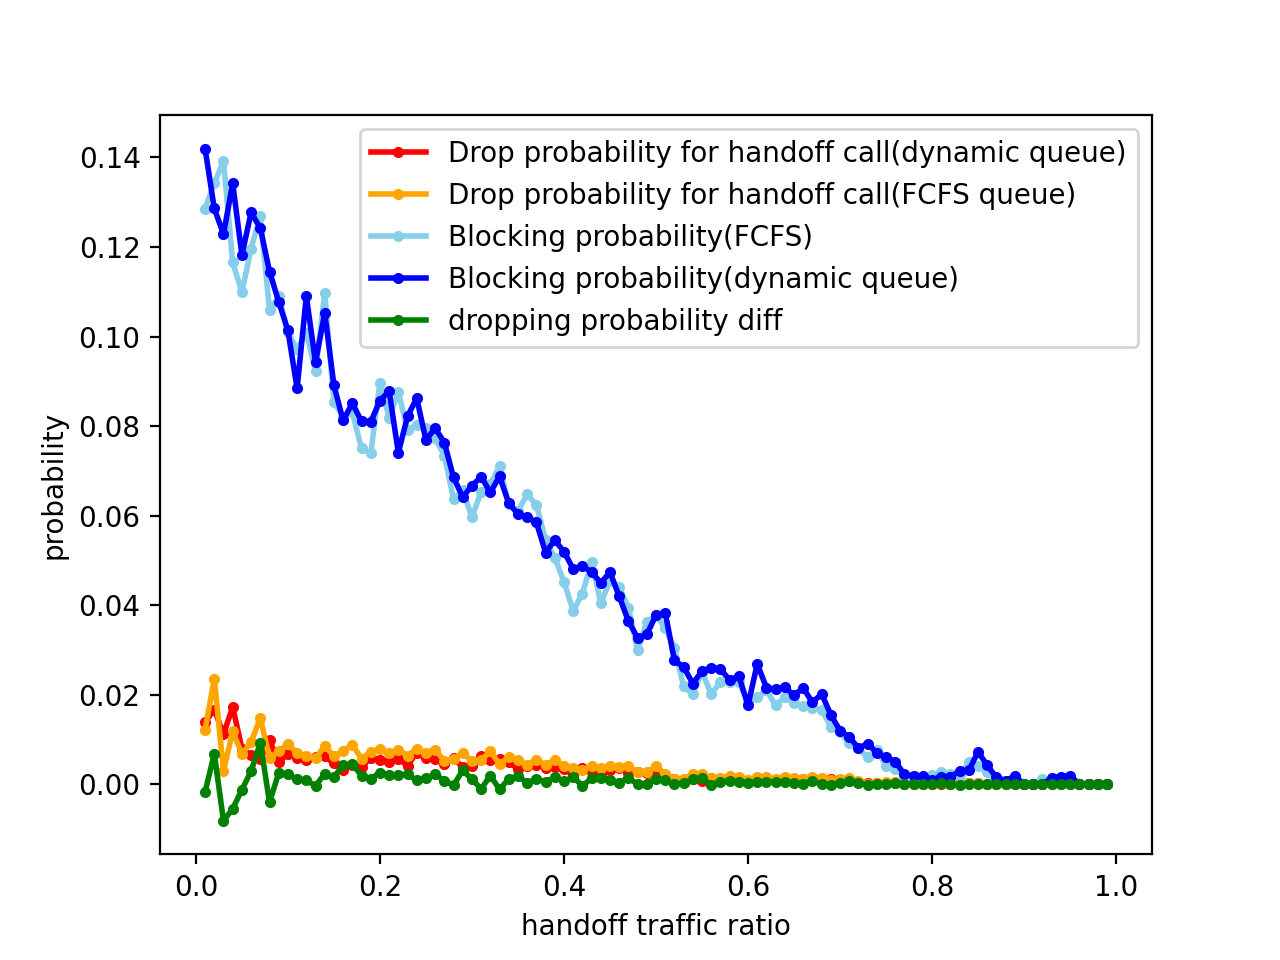 Drop probability for handoff call(dynamic queue)
Drop probability for handoff call(FCFS queue)
Blocking probability(FCFS)
Blocking probability(dynamic queue)
dropping probability diff
0.14
0.12
0.10
0.08
0.06
0.04
0.02
0.00
probability
0.0 0.2 0.4 0.6 0.8 1.0
handoff traffic ratio